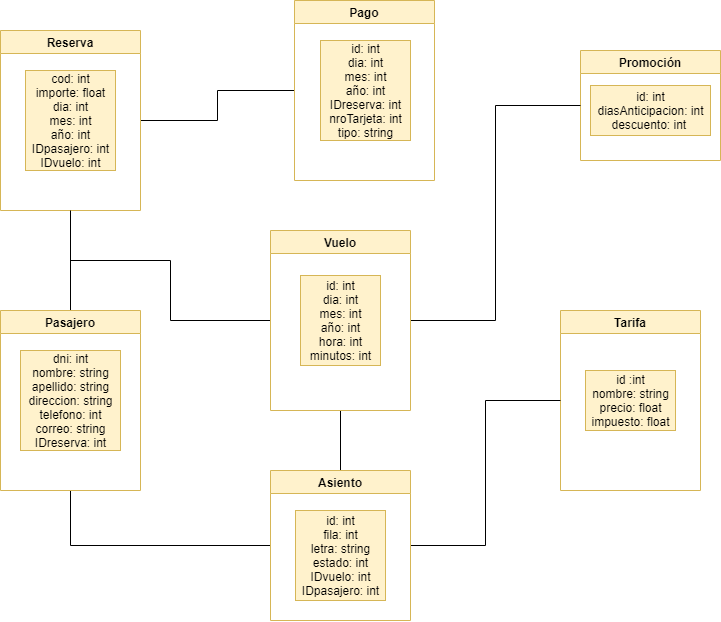 Reserva
cod: int
importe: float
dia: int
mes: int
año: int
IDpasajero: int
IDvuelo: int
Pago
id: int
dia: int
mes: int
año: int
IDreserva: int
nroTarjeta: int
tipo: string
Promoción
id: int
diasAnticipacion: int
descuento: int
Vuelo
id: int
dia: int
mes: int
año: int
hora: int
minutos: int
Pasajero
dni: int
nombre: string
apellido: string
direccion: string
telefono: int
correo: string
IDreserva: int
Tarifa
id :int
nombre: string
precio: float
impuesto: float
Asiento
id: int
fila: int
letra: string
estado: int
IDvuelo: int
IDpasajero: int